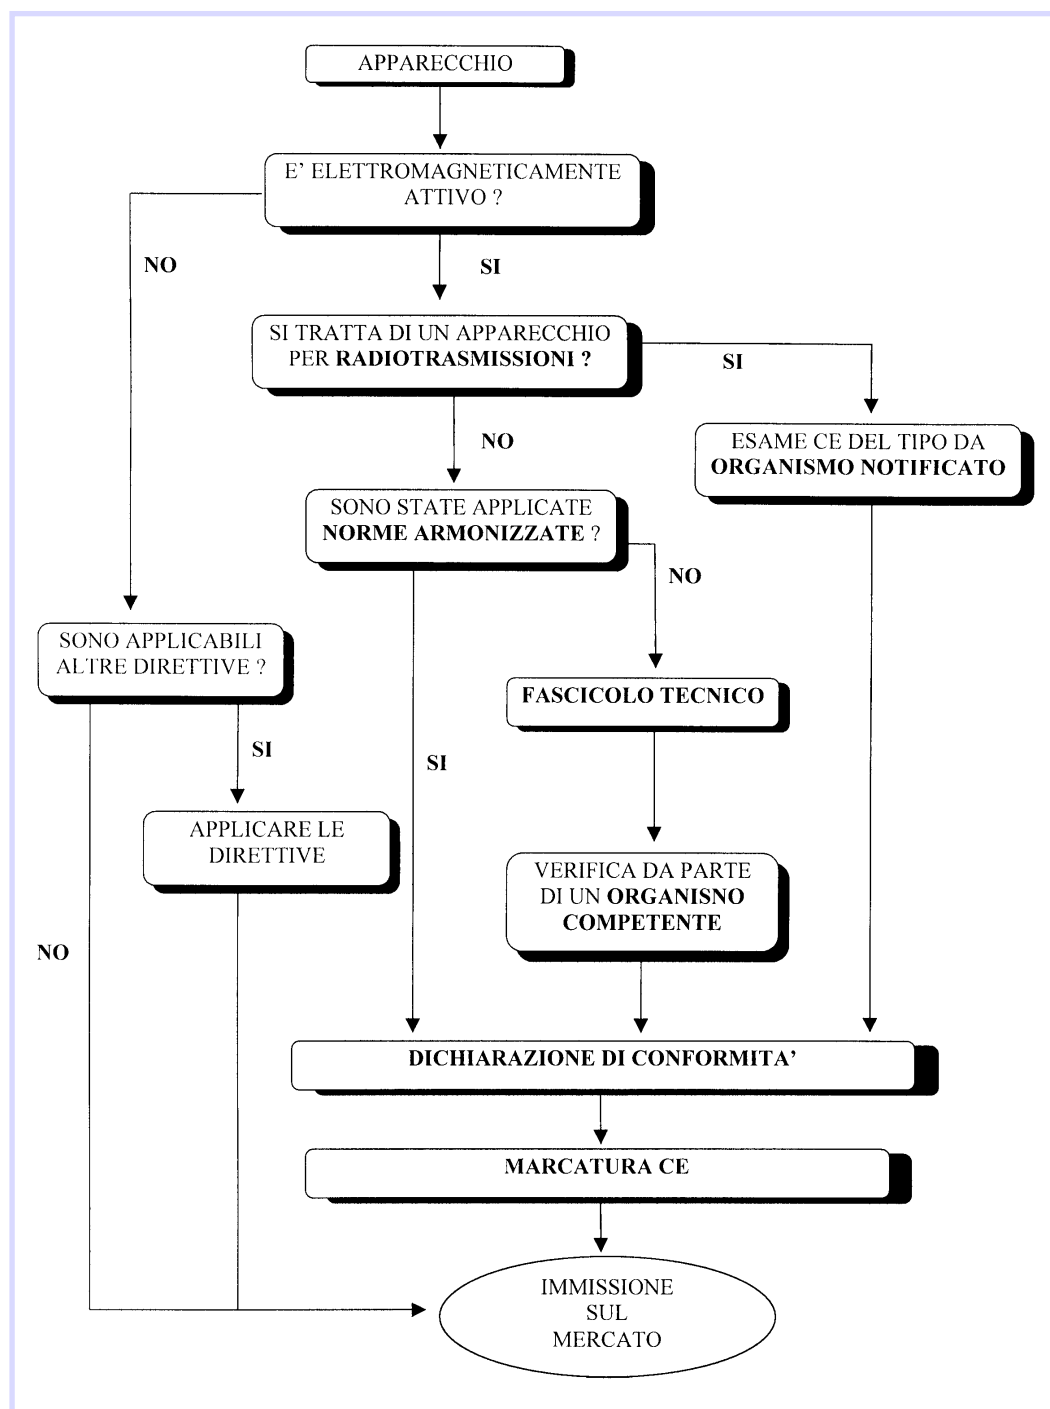 APPARECCHIO
E' ELETTROMAGNETICAMENTE
ATTIVO ?
NO
SI
SI TRATTA DI UN APPARECCHIO
PER RADIOTRASMISSIONI ?
SI
NO
ESAME CE DEL TIPO DA
ORGANISMO NOTIFICATO
SONO STATE APPLICATE
NORME ARMONIZZATE ?
NO
SONO APPLICABILI
ALTRE DIRETTIVE ?
FASCICOLO TECNICO
SI
SI
APPLICARE LE
DIRETTIVE
VERIFICA DA PARTE
DI UN ORGANISNO
COMPETENTE
NO
DICHIARAZIONE DI CONFORMITA'
MARCATURA CE
IMMISSIONE
SUL
MERCATO